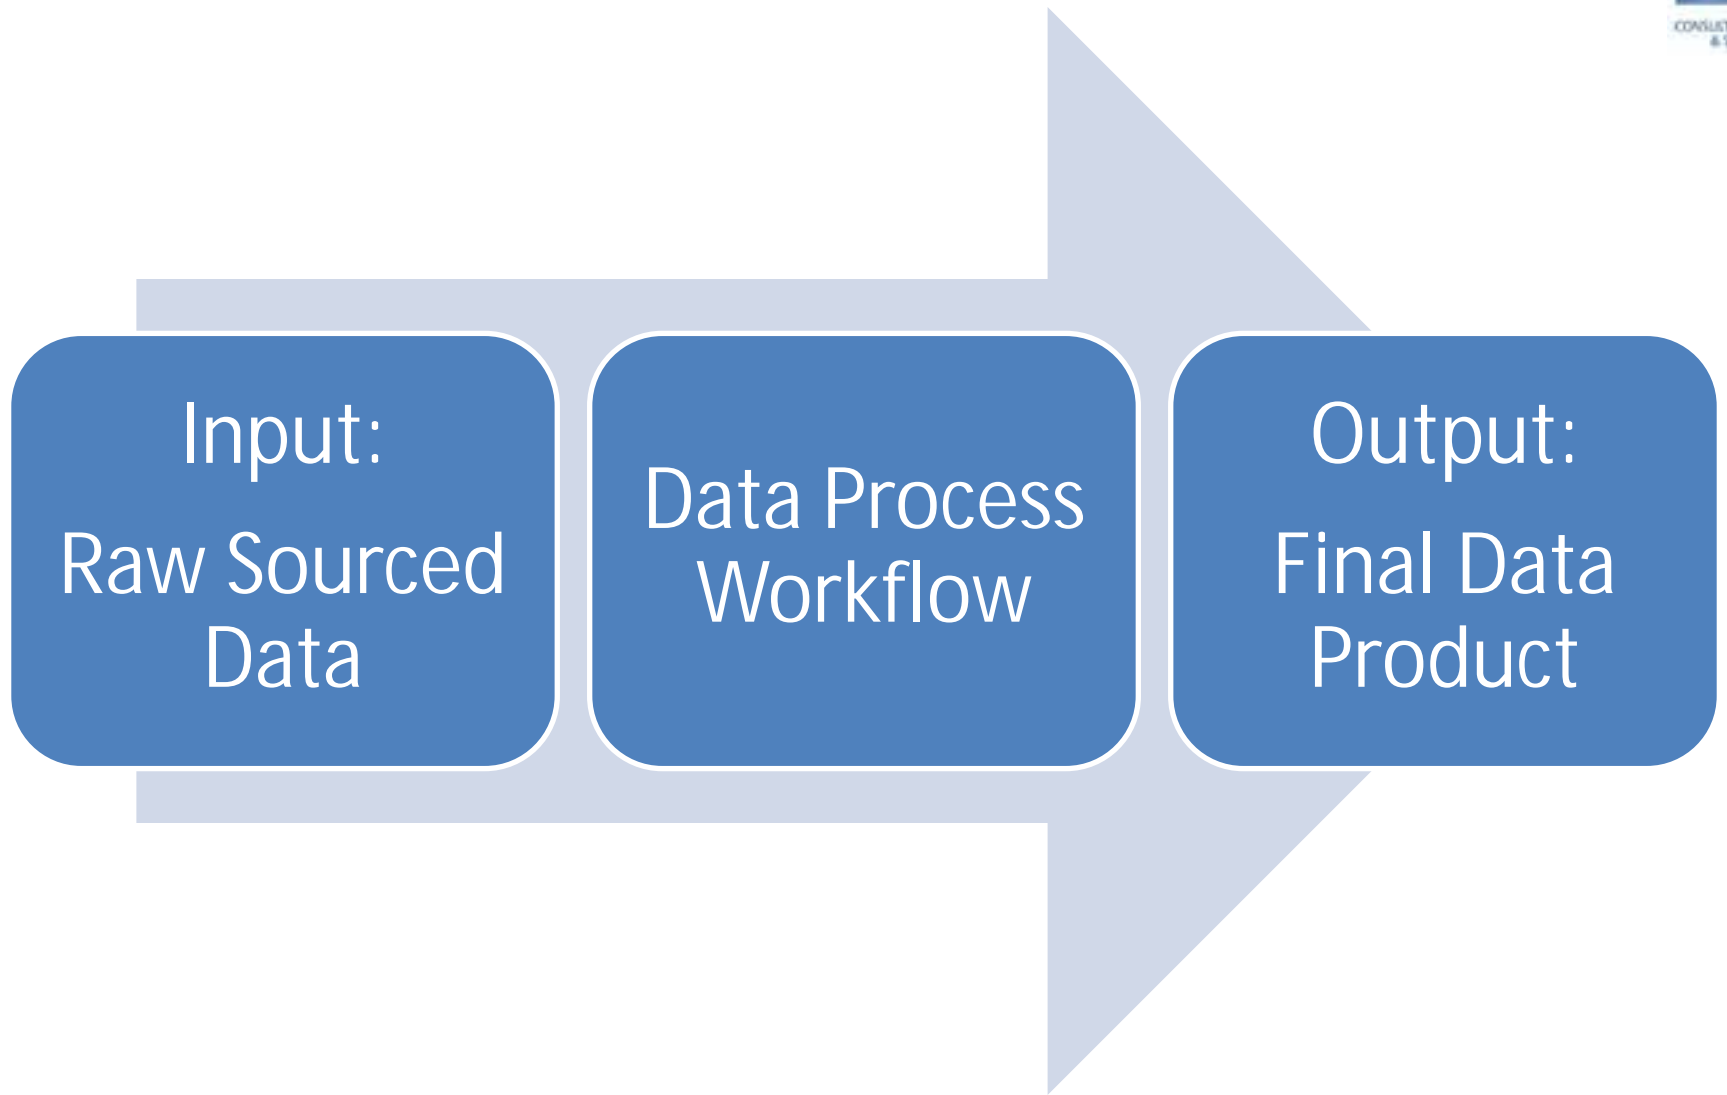 Input:
Raw Sourced
Data
Data Process
Workflow
Output:
Final Data
Product